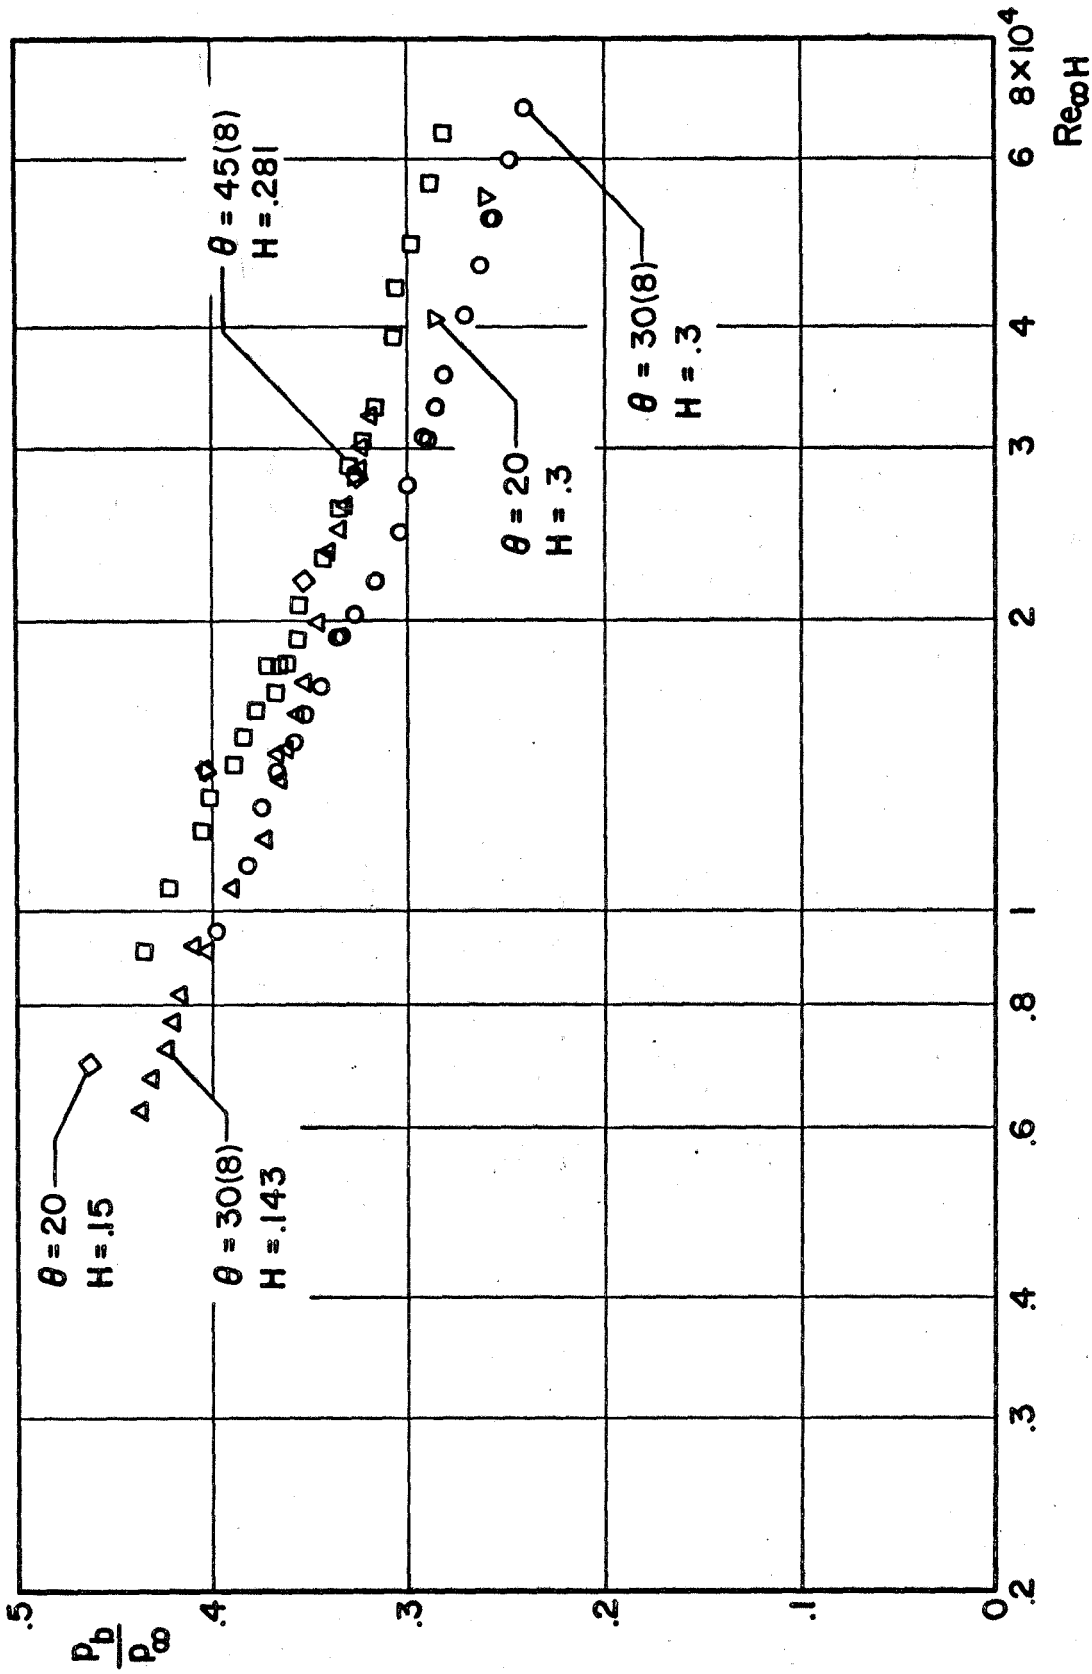 p_b
p_∞
.5
.4
.3
.2
.1
0
θ = 20
H = .15
θ = 30(8)
H = .143
θ = 45(8)
H = .281
θ = 20
H = .3
θ = 30(8)
H = .3
.2 .3 .4 .6 .8 1 2 3 4 6 8×10⁴
Re∞H